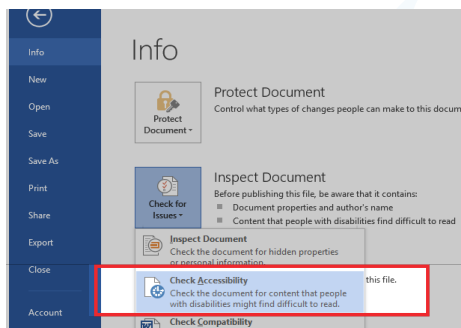 Info
Info
New
Open
Save
Save As
Print
Share
Export
Close
Account
Protect Document
Control what types of changes people can make to this docum
Protect
Document
Inspect Document
Before publishing this file, be aware that it contains:
Document properties and author's name
Content that people with disabilities find difficult to read
Check for
Issues
Inspect Document
Check the document for hidden properties
or personal information.
Check Accessibility
Check the document for content that people
with disabilities might find difficult to read.
this file.
Check Compatibility